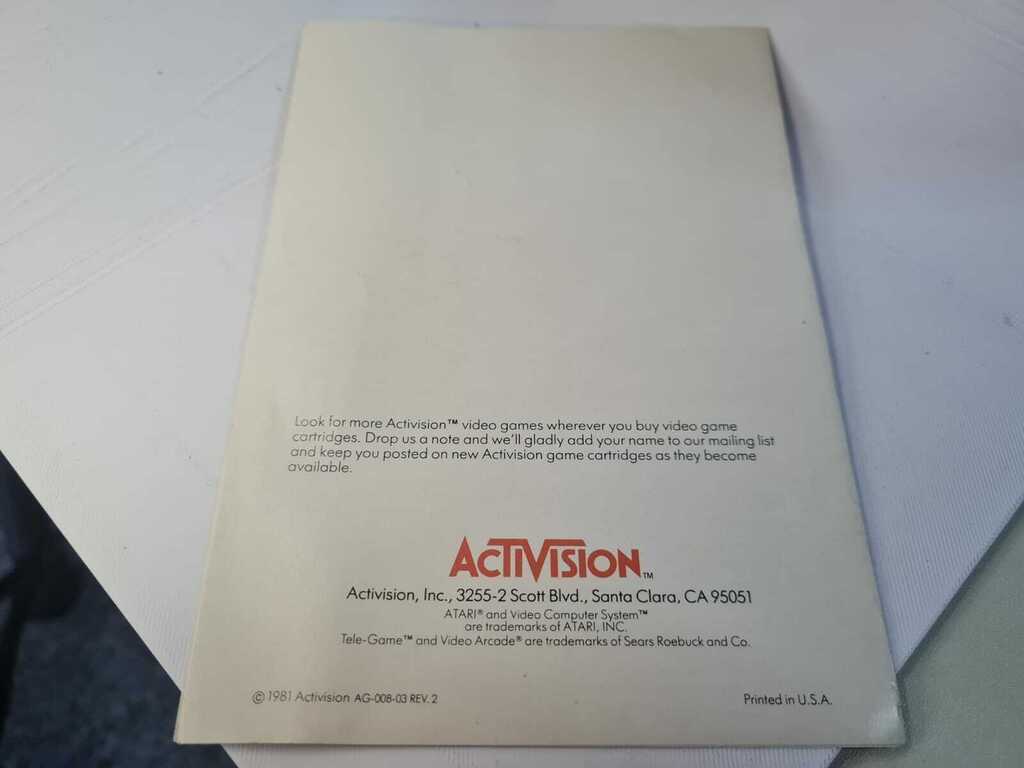 Look for more Activision™ video games wherever you buy video game
cartridges. Drop us a note and we'll gladly add your name to our mailing list
and keep you posted on new Activision game cartridges as they become
available.
ACTIVISION™
Activision, Inc., 3255-2 Scott Blvd., Santa Clara, CA 95051
ATARI® and Video Computer System™
are trademarks of ATARI, INC.
Tele-Game™ and Video Arcade® are trademarks of Sears Roebuck and Co.
© 1981 Activision AG-008-03 REV. 2
Printed in U.S.A.